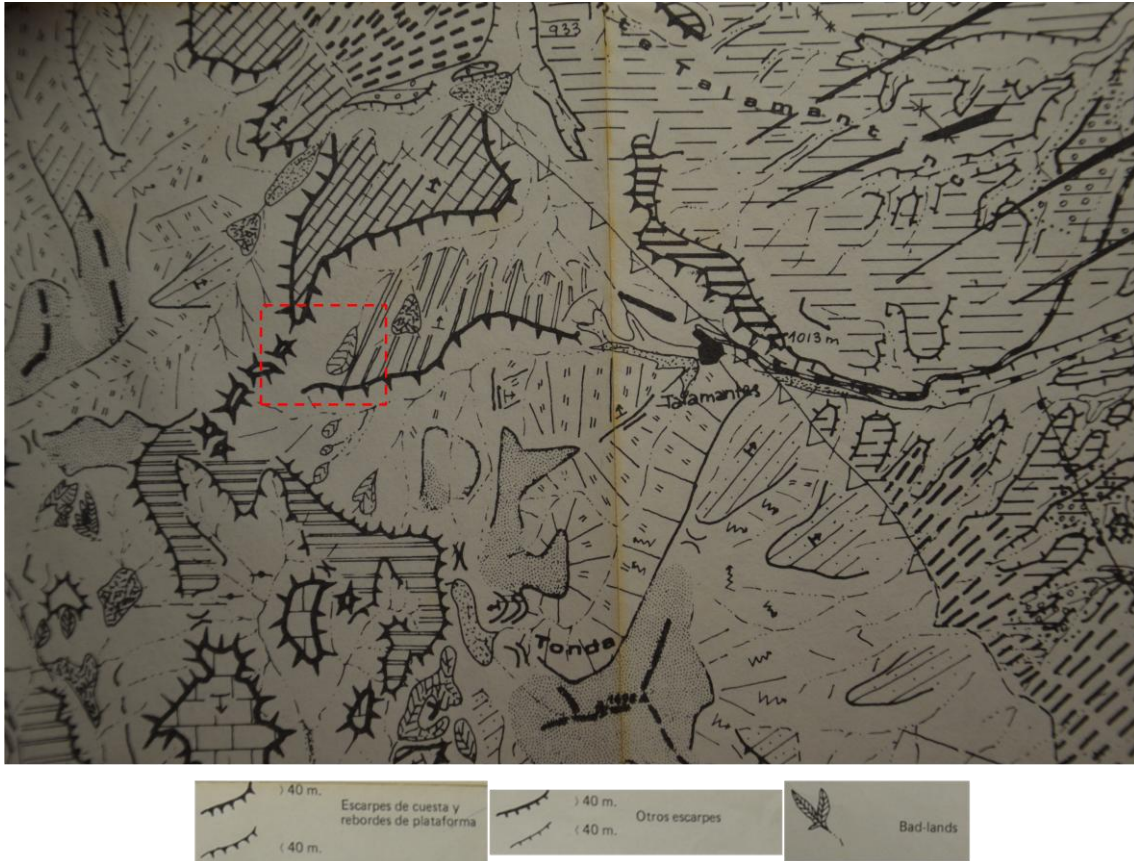 933
Talamant
1013 m
Talamantes
Tonda
) 40 m.
Escarpes de cuesta y
rebordes de plataforma
( 40 m.
) 40 m.
Otros escarpes
( 40 m.
Bad-lands